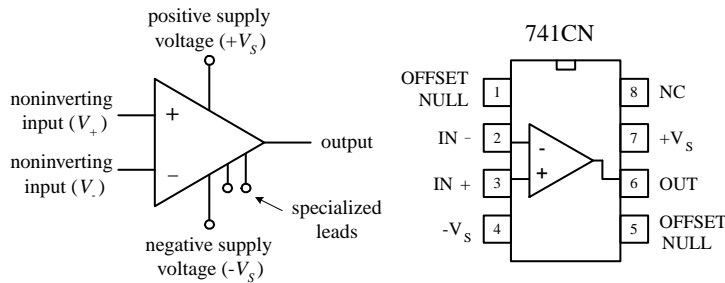 positive supply
voltage (+V_S)
noninverting
input (V_+)
noninverting
input (V_-)
+
−
output
specialized
leads
negative supply
voltage (-V_S)
741CN
OFFSET
NULL
1
8
NC
IN -
2
7
+V_S
-
+
IN +
3
6
OUT
-V_S
4
5
OFFSET
NULL